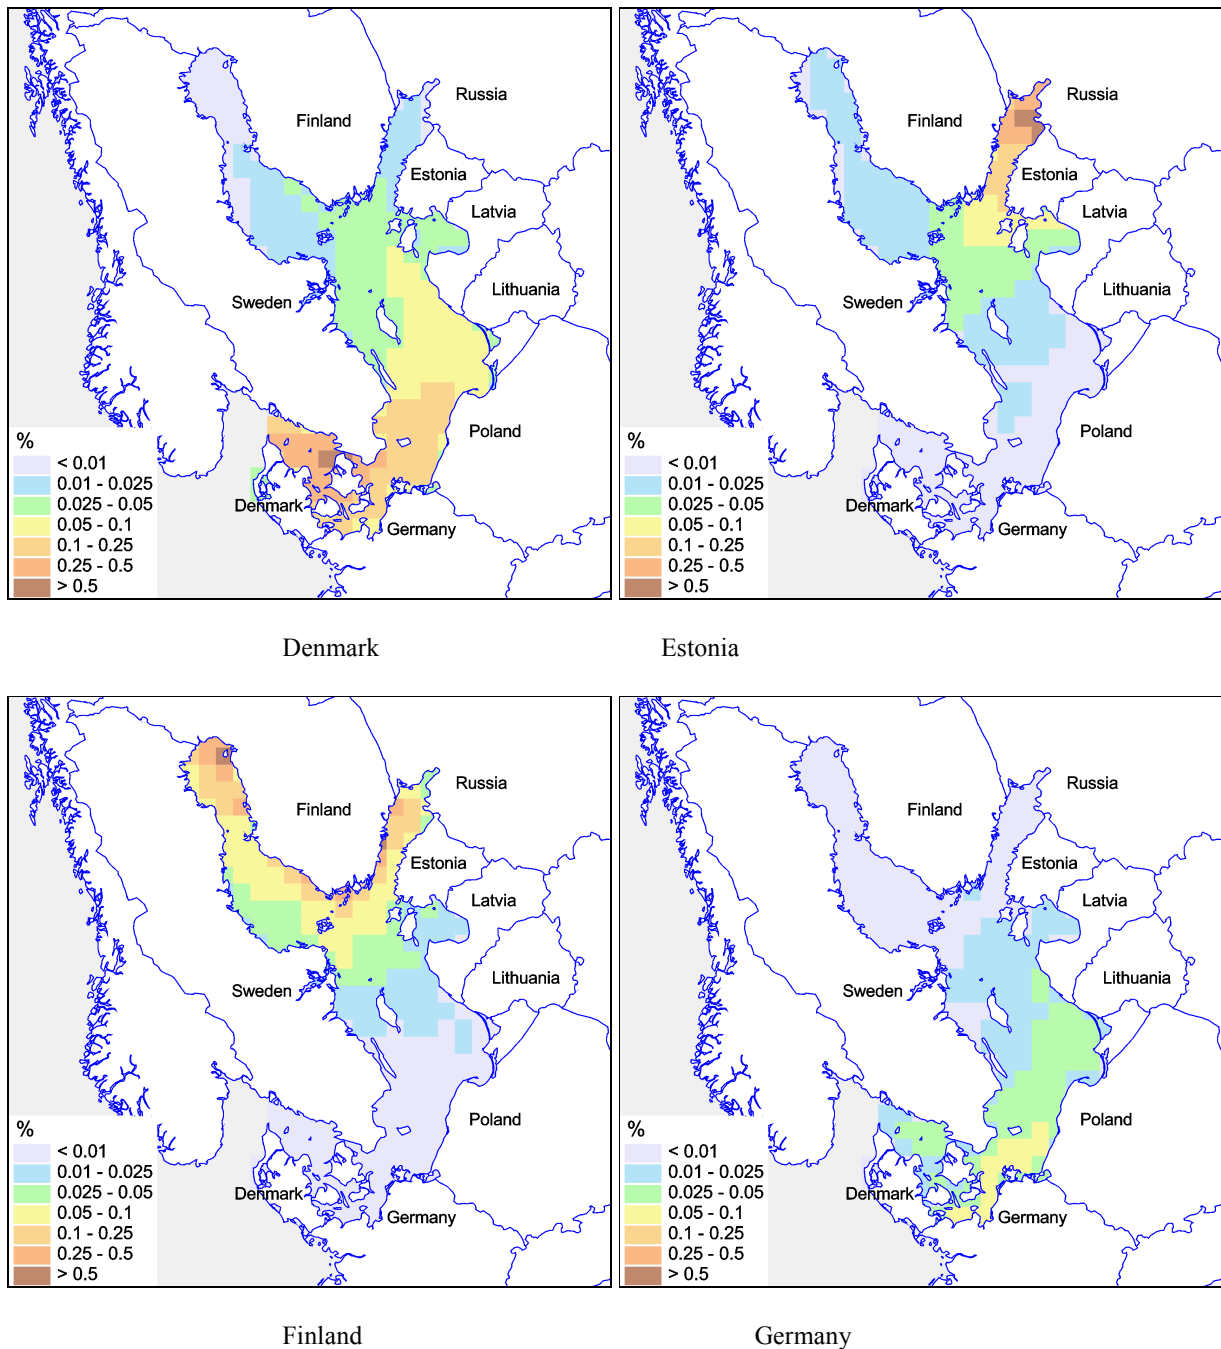 Russia
Finland
Estonia
Latvia
Lithuania
Sweden
Poland
Denmark
Germany
%
< 0.01
0.01 - 0.025
0.025 - 0.05
0.05 - 0.1
0.1 - 0.25
0.25 - 0.5
> 0.5
Russia
Finland
Estonia
Latvia
Lithuania
Sweden
Poland
Denmark
Germany
%
< 0.01
0.01 - 0.025
0.025 - 0.05
0.05 - 0.1
0.1 - 0.25
0.25 - 0.5
> 0.5
Denmark Estonia
Russia
Finland
Estonia
Latvia
Lithuania
Sweden
Poland
Denmark
Germany
%
< 0.01
0.01 - 0.025
0.025 - 0.05
0.05 - 0.1
0.1 - 0.25
0.25 - 0.5
> 0.5
Russia
Finland
Estonia
Latvia
Lithuania
Sweden
Poland
Denmark
Germany
%
< 0.01
0.01 - 0.025
0.025 - 0.05
0.05 - 0.1
0.1 - 0.25
0.25 - 0.5
> 0.5
Finland Germany